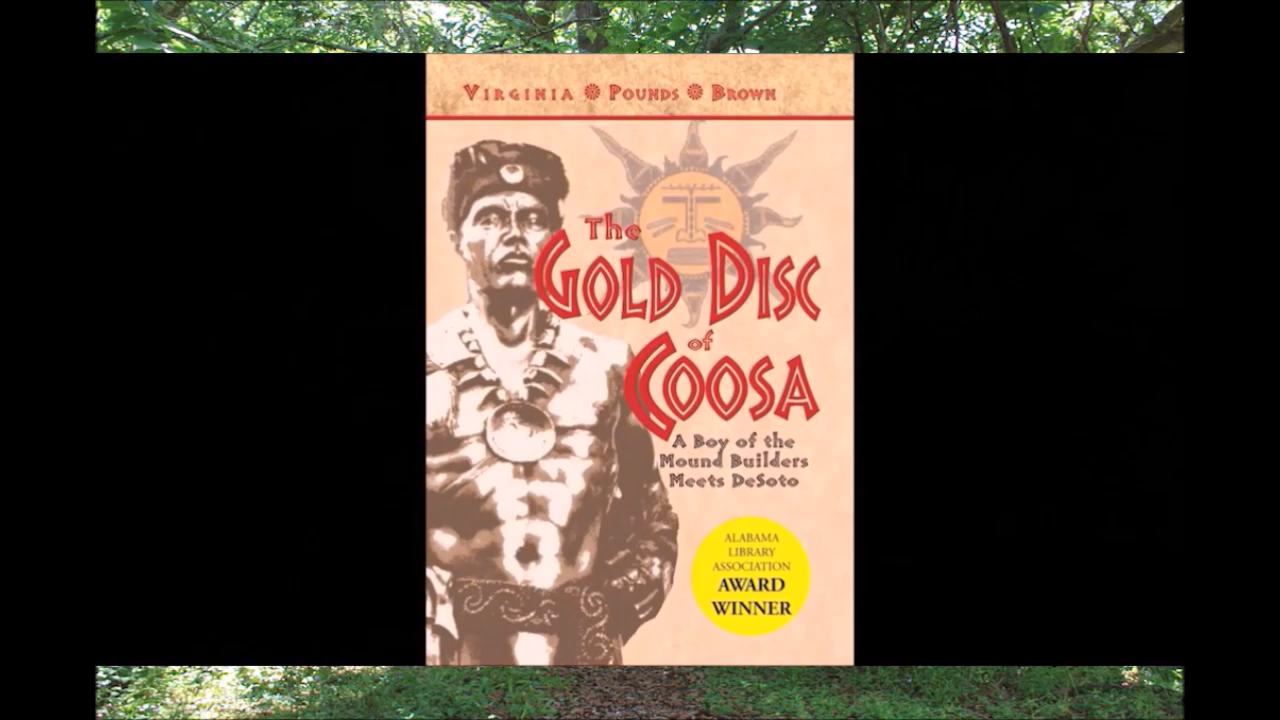 VIRGINIA POUNDS BROWN
The
GOLD DISC
of
COOSA
A Boy of the
Mound Builders
Meets DeSoto
ALABAMA
LIBRARY
ASSOCIATION
AWARD
WINNER